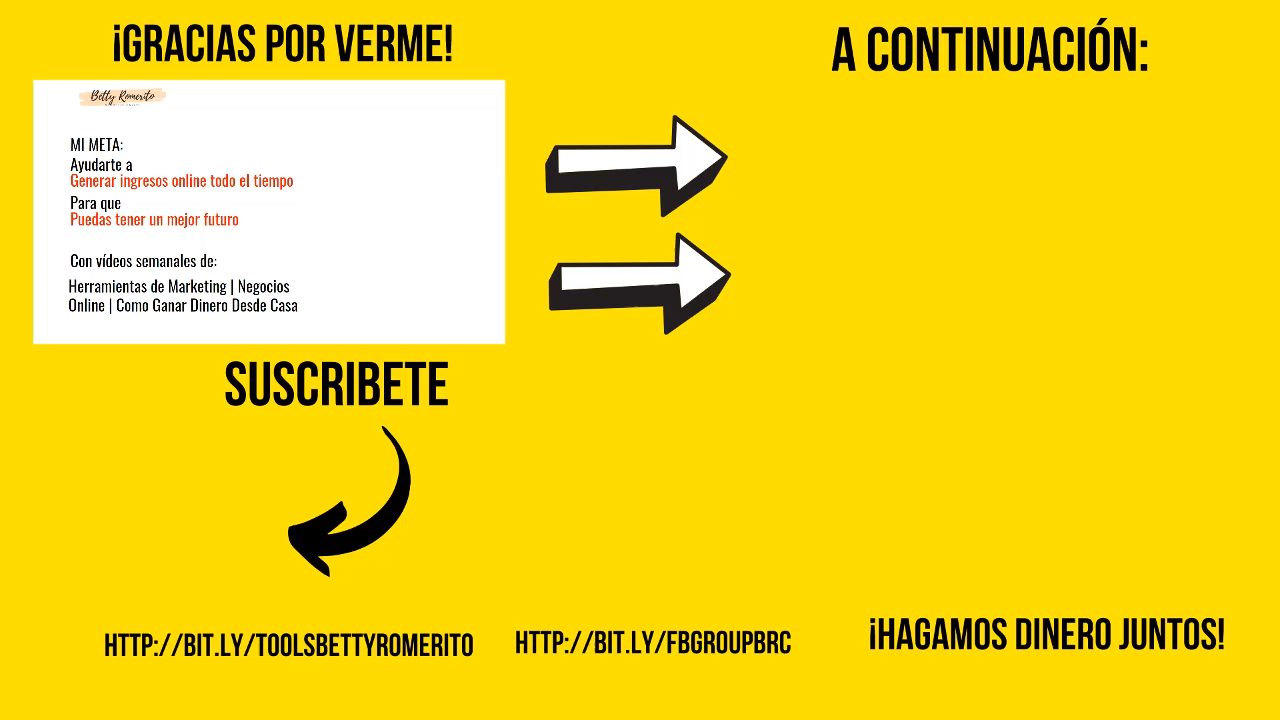 ¡GRACIAS POR VERME!
A CONTINUACIÓN:
Betty Romerito
MI META:
Ayudarte a
Generar ingresos online todo el tiempo
Para que
Puedas tener un mejor futuro
Con vídeos semanales de:
Herramientas de Marketing | Negocios
Online | Como Ganar Dinero Desde Casa
SUSCRIBETE
HTTP://BIT.LY/TOOLSBETTYROMERITO
HTTP://BIT.LY/FBGROUPBRC
¡HAGAMOS DINERO JUNTOS!